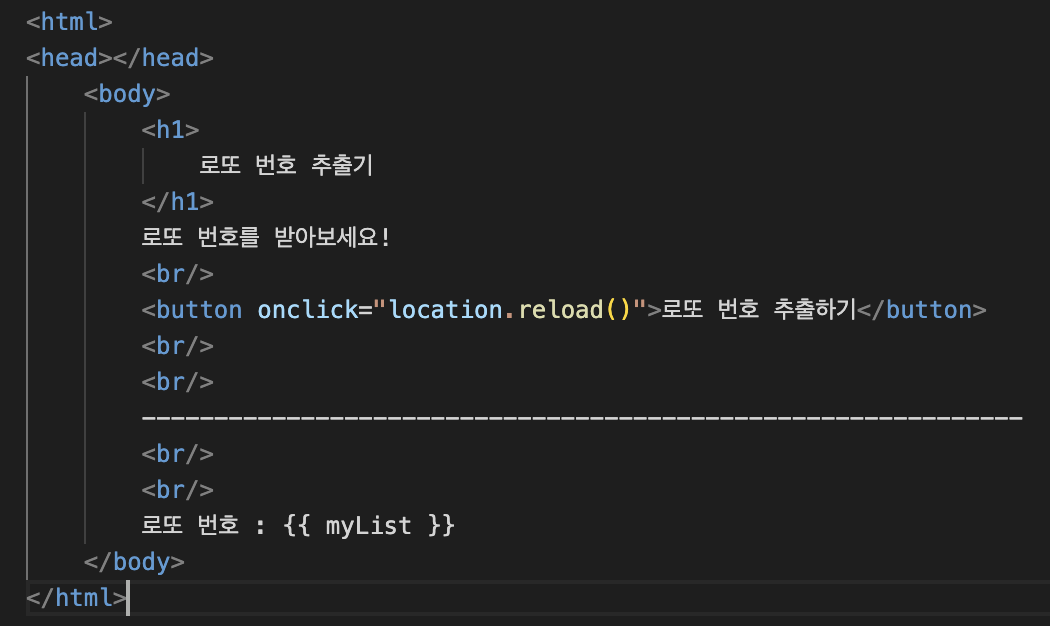 <html>
<head></head>
<body>
<h1>
로또 번호 추출기
</h1>
로또 번호를 받아보세요!
<br/>
<button onclick="location.reload()">로또 번호 추출하기</button>
<br/>
<br/>
-------------------------------------------------------------
<br/>
<br/>
로또 번호 : {{ myList }}
</body>
</html>